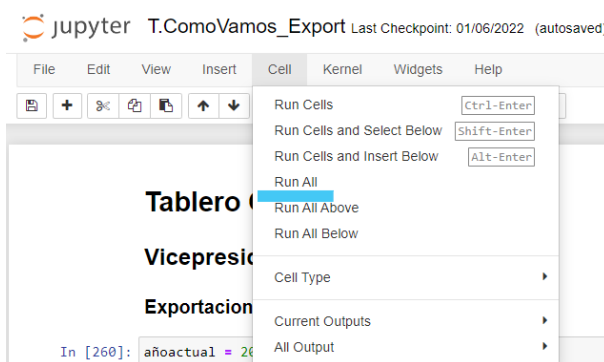 jupyter T.ComoVamos_Export Last Checkpoint: 01/06/2022 (autosaved)
File Edit View Insert Cell Kernel Widgets Help
Run Cells Ctrl-Enter
Run Cells and Select Below Shift-Enter
Run Cells and Insert Below Alt-Enter
Run All
Run All Above
Run All Below
Cell Type
Current Outputs
All Output
Tablero
Vicepresi
Exportacion
In [260]: añoactual = 20